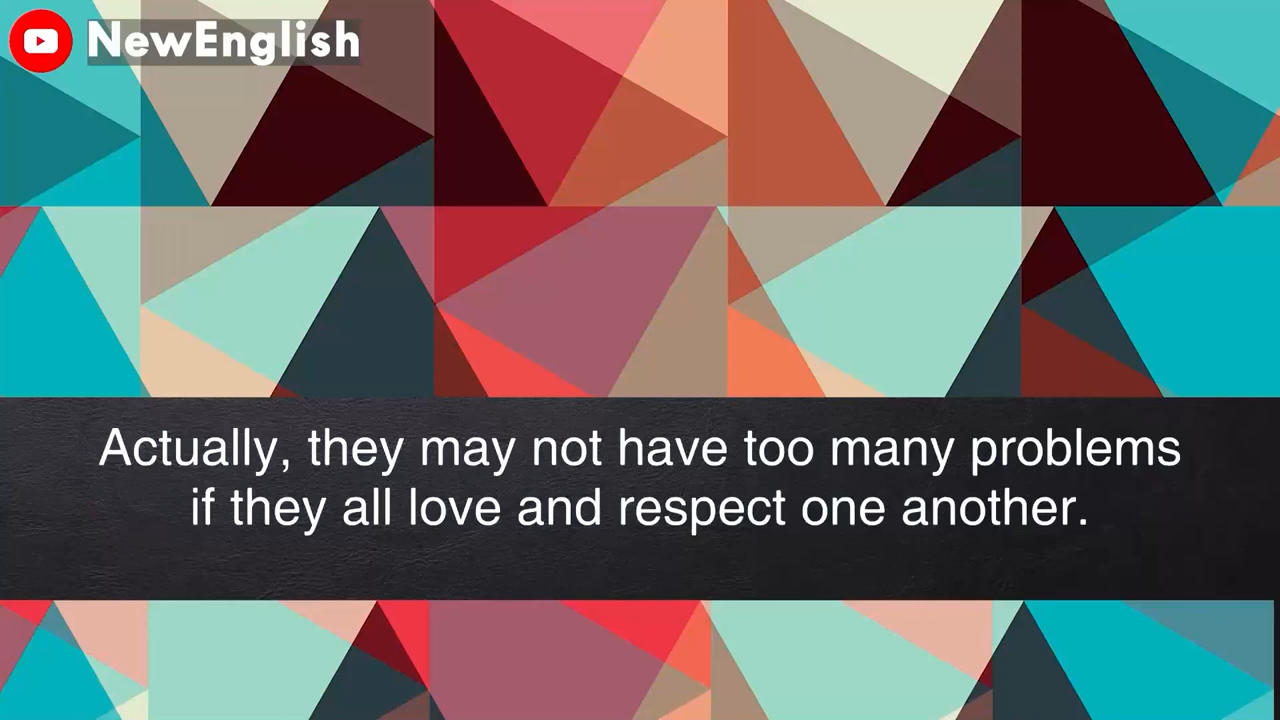 NewEnglish
Actually, they may not have too many problems
if they all love and respect one another.